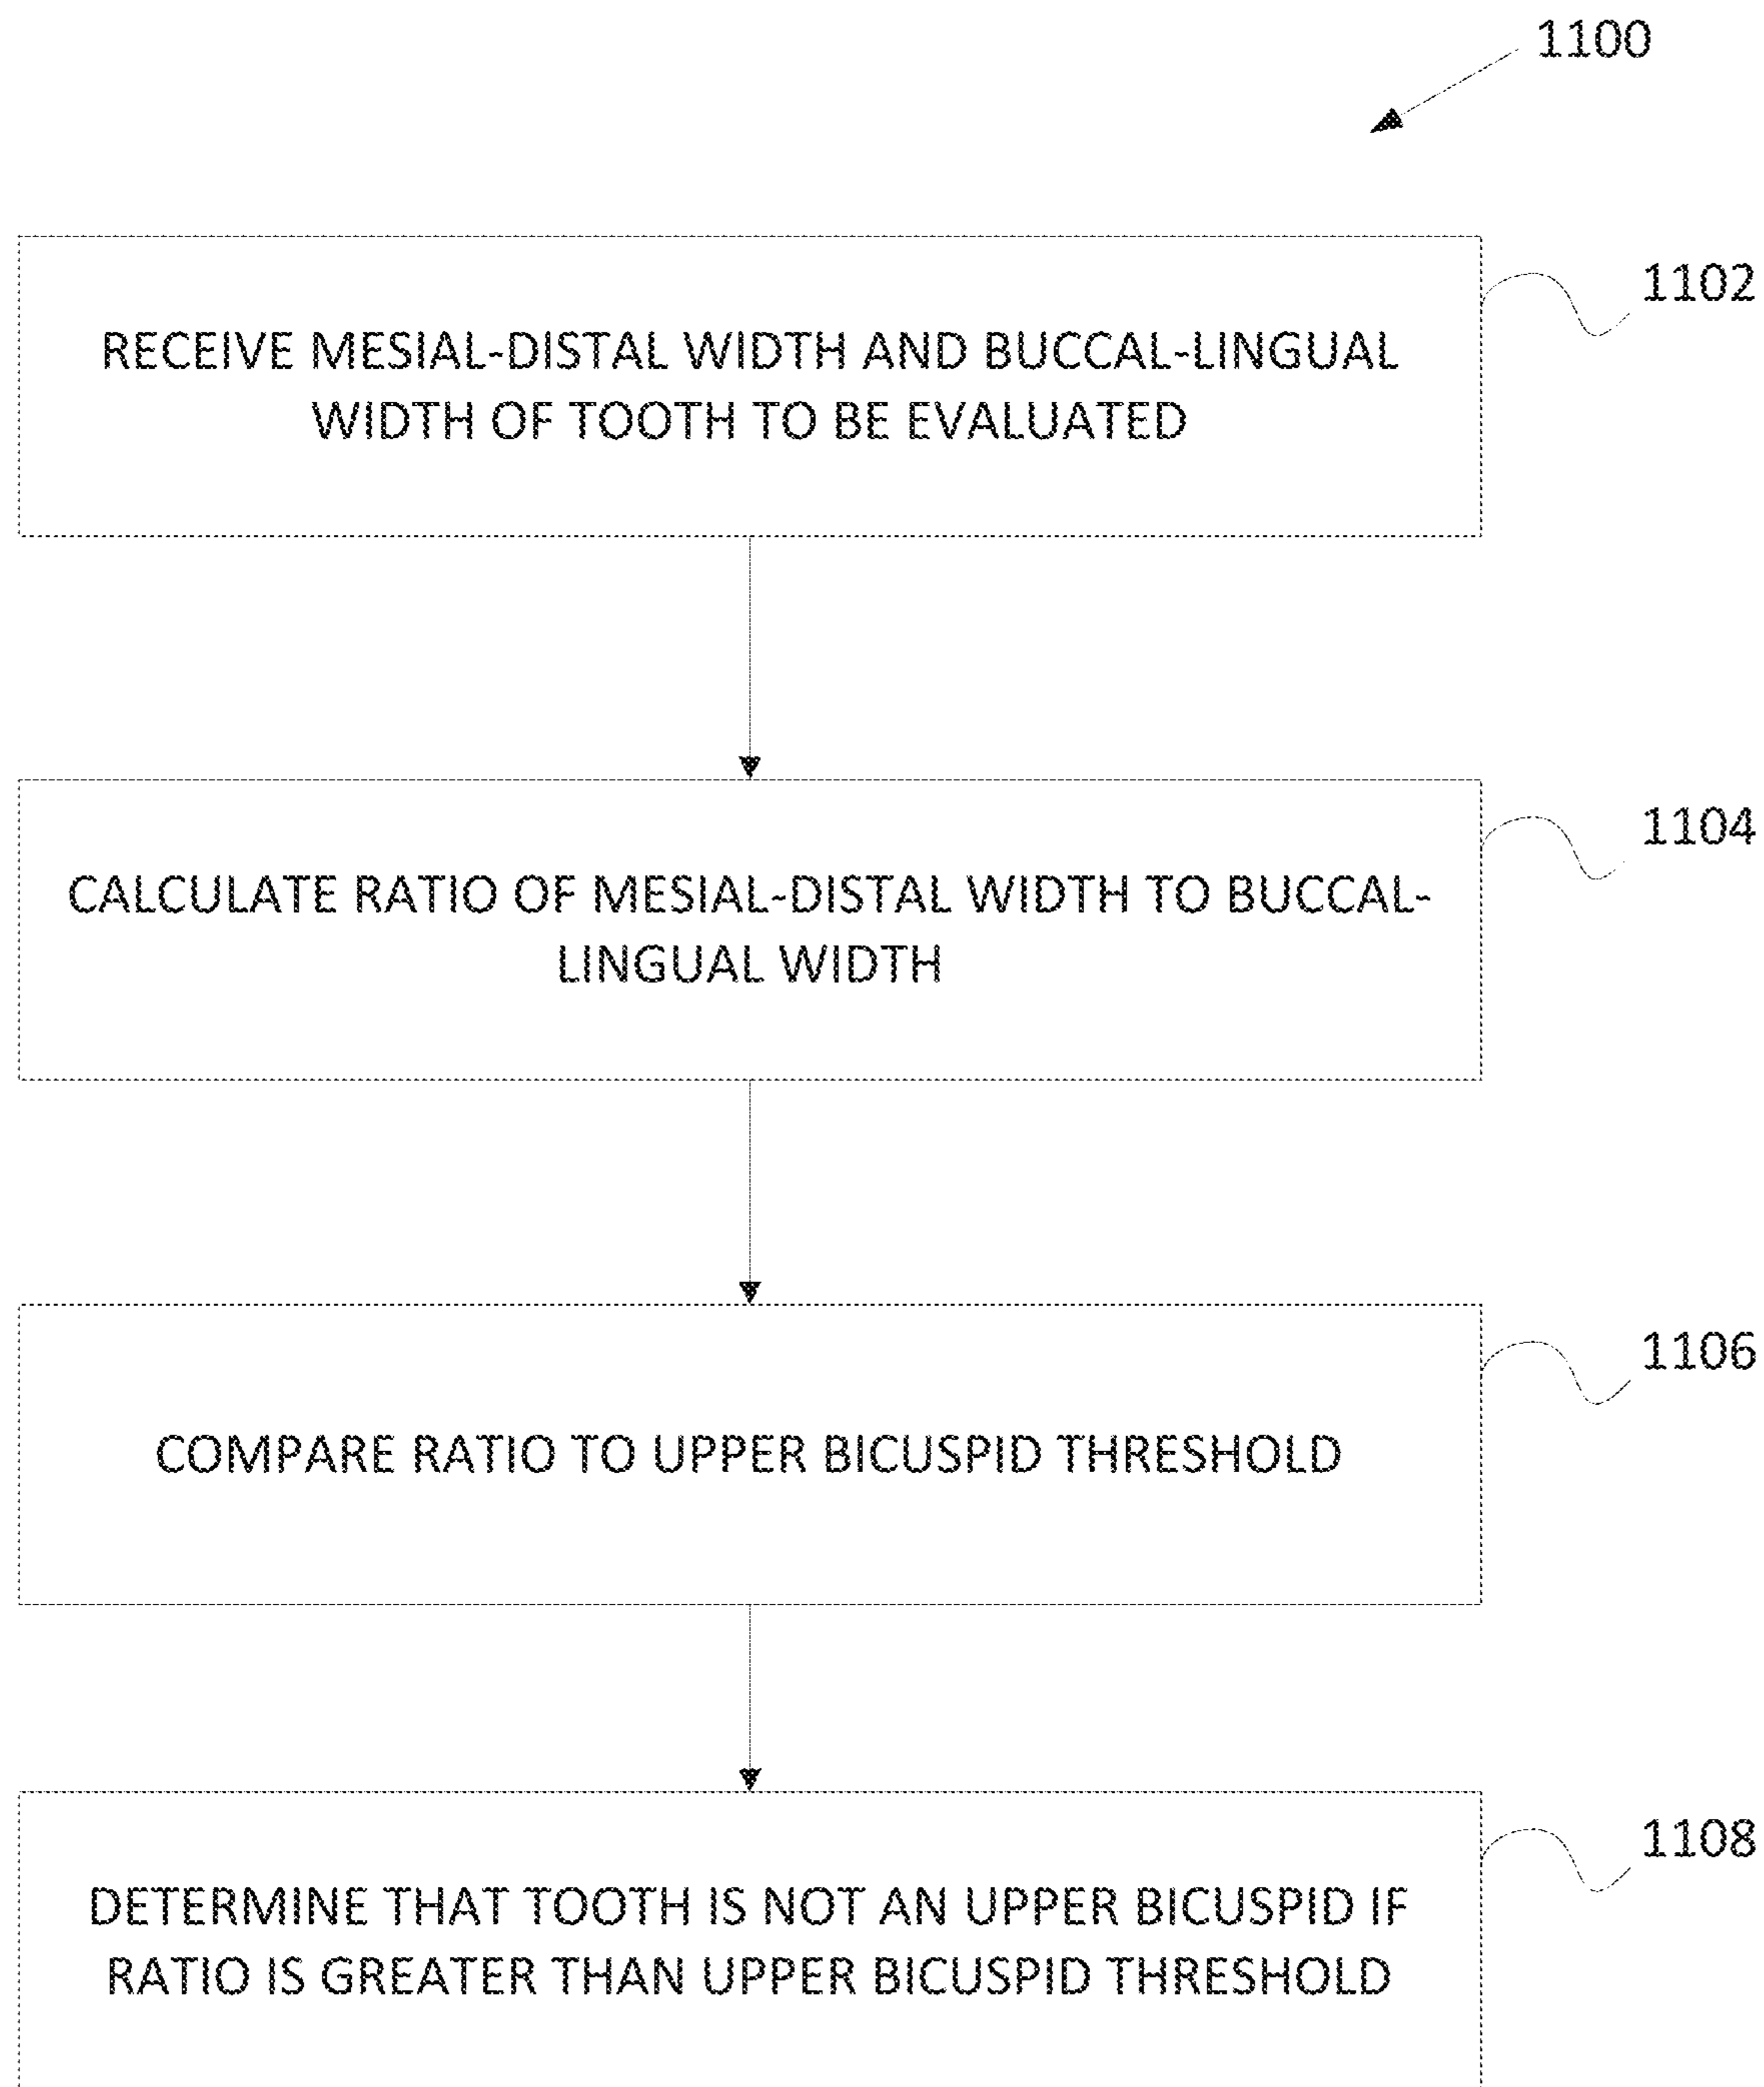 1100
RECEIVE MESIAL-DISTAL WIDTH AND BUCCAL-LINGUAL
WIDTH OF TOOTH TO BE EVALUATED
1102
CALCULATE RATIO OF MESIAL-DISTAL WIDTH TO BUCCAL-
LINGUAL WIDTH
1104
COMPARE RATIO TO UPPER BICUSPID THRESHOLD
1106
DETERMINE THAT TOOTH IS NOT AN UPPER BICUSPID IF
RATIO IS GREATER THAN UPPER BICUSPID THRESHOLD
1108